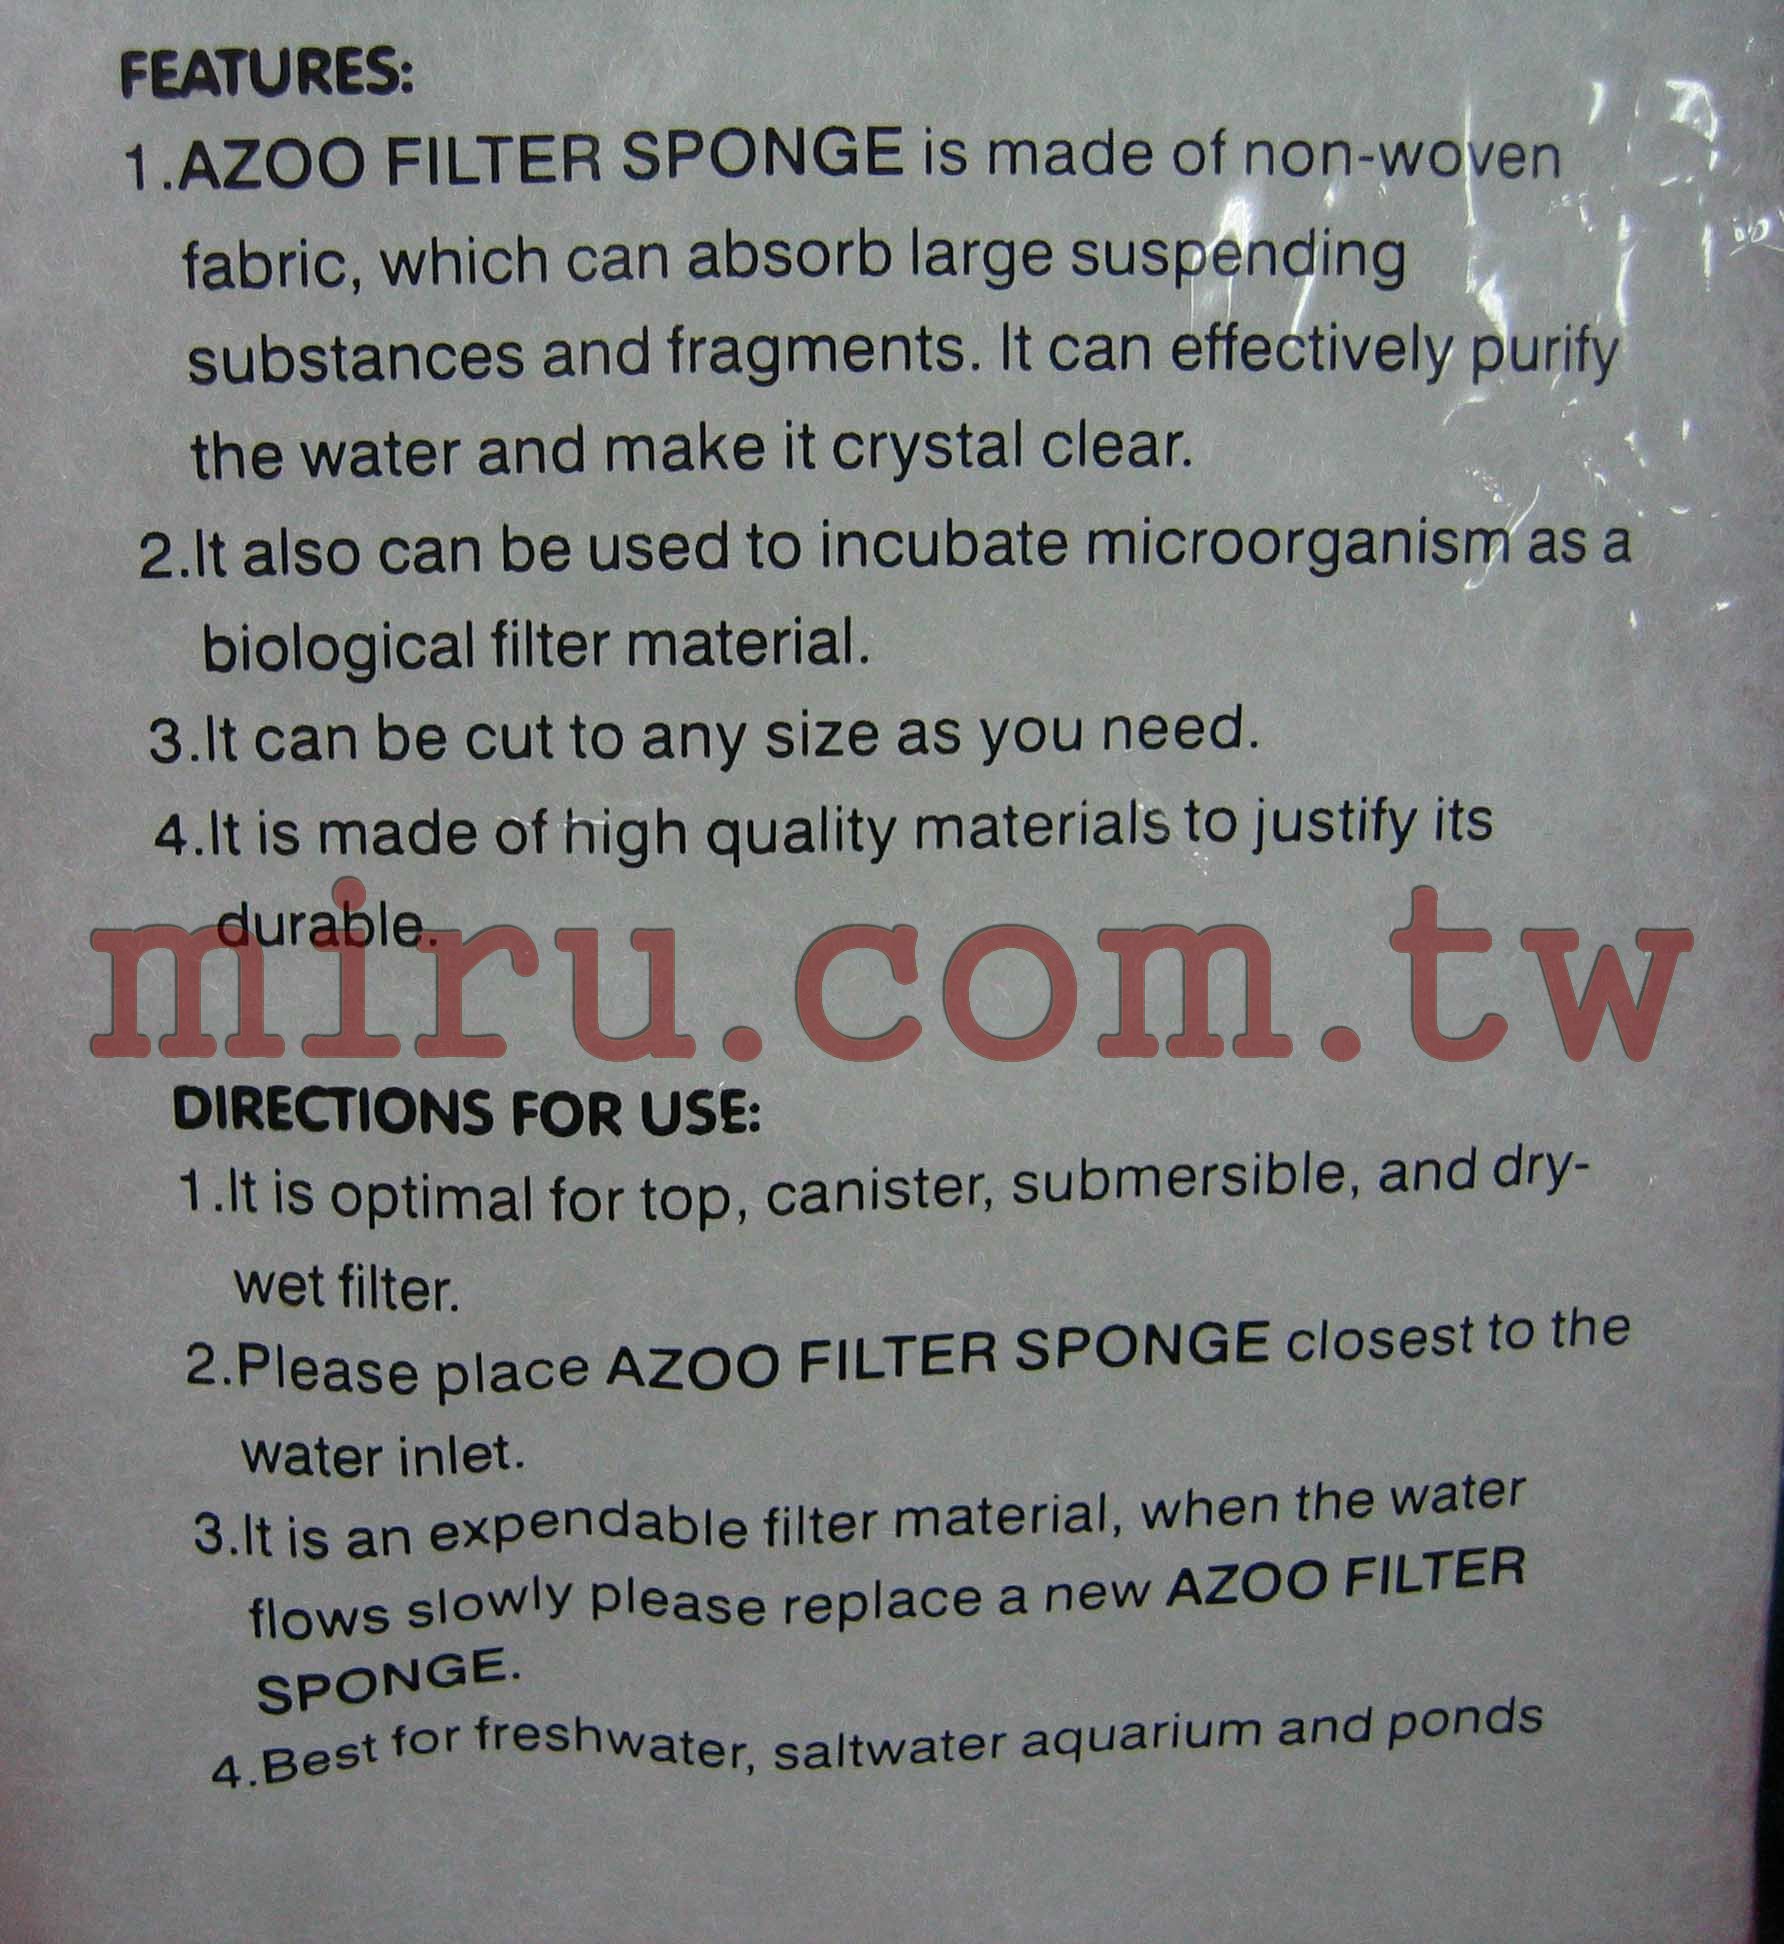 FEATURES:
1.AZOO FILTER SPONGE is made of non-woven
fabric, which can absorb large suspending
substances and fragments. It can effectively purify
the water and make it crystal clear.
2.It also can be used to incubate microorganism as a
biological filter material.
3.It can be cut to any size as you need.
4.It is made of high quality materials to justify its
durable.
miru.com.tw
DIRECTIONS FOR USE:
1.It is optimal for top, canister, submersible, and dry-
wet filter.
2.Please place AZOO FILTER SPONGE closest to the
water inlet.
3.It is an expendable filter material, when the water
flows slowly please replace a new AZOO FILTER
SPONGE.
4.Best for freshwater, saltwater aquarium and ponds